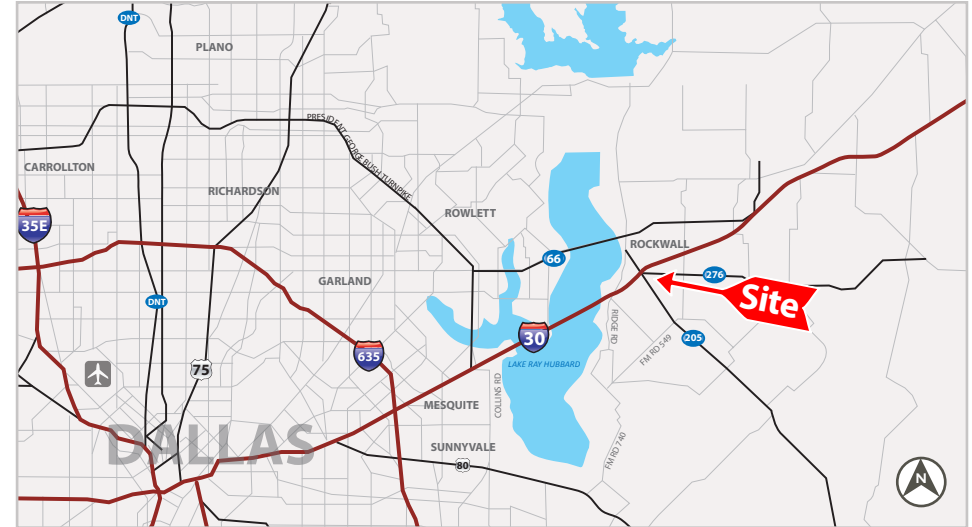 DNT
PLANO
PRESIDENT GEORGE BUSH TURNPIKE
CARROLLTON
RICHARDSON
35E
ROWLETT
ROCKWALL
66
276
GARLAND
Site
DNT
30
RIDGE RD
205
635
FM RD 549
LAKE RAY HUBBARD
75
COLLINS RD
MESQUITE
DALLAS
SUNNYVALE
FM RD 740
80
N